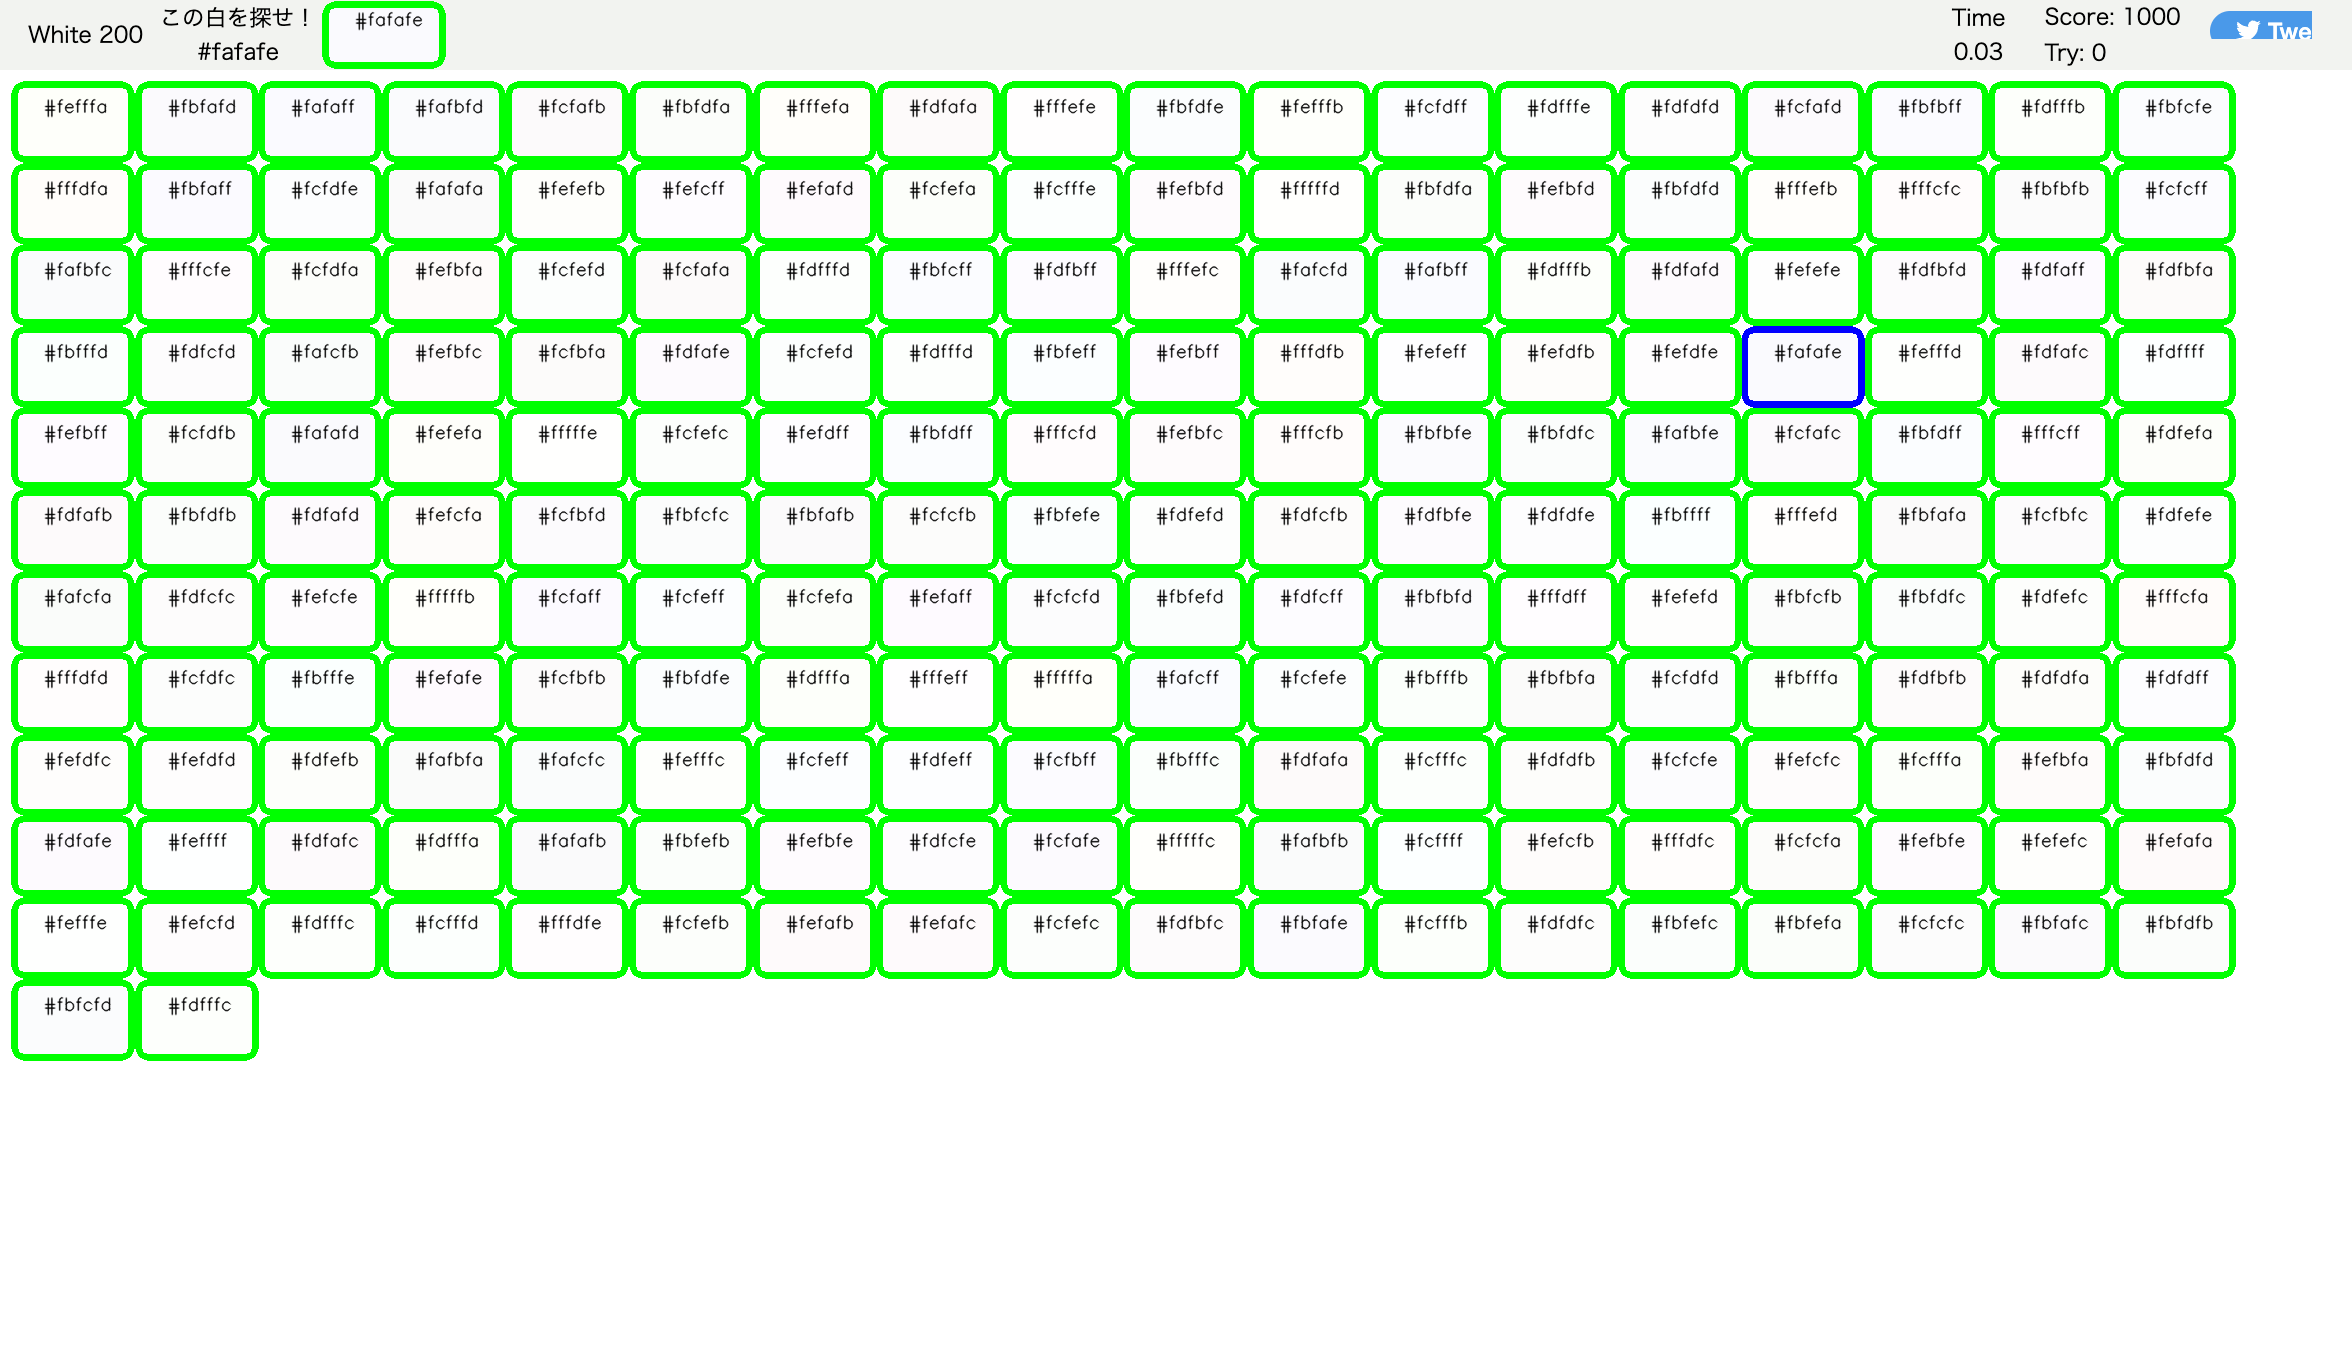 White 200
この白を探せ！
#fafafe
#fafafe
Time
0.03
Score: 1000
Try: 0
Twe
#fefffa #fbfafd #fafaff #fafbfd #fcfafb #fbfdfa #fffefa #fdfafa #fffefe #fbfdfe #fefffb #fcfdff #fdfffe #fdfdfd #fcfafd #fbfbff #fdfffb #fbfcfe
#fffdfa #fbfaff #fcfdfe #fafafa #fefefb #fefcff #fefafd #fcfefa #fcfffe #fefbfd #fffffd #fbfdfa #fefbfd #fbfdfd #fffefb #fffcfc #fbfbfb #fcfcff
#fafbfc #fffcfe #fcfdfa #fefbfa #fcfefd #fcfafa #fdfffd #fbfcff #fdfbff #fffefc #fafcfd #fafbff #fdfffb #fdfafd #fefefe #fdfbfd #fdfaff #fdfbfa
#fbfffd #fdfcfd #fafcfb #fefbfc #fcfbfa #fdfafe #fcfefd #fdfffd #fbfeff #fefbff #fffdfb #fefeff #fefdfb #fefdfe #fafafe #fefffd #fdfafc #fdffff
#fefbff #fcfdfb #fafafd #fefefa #fffffe #fcfefc #fefdff #fbfdff #fffcfd #fefbfc #fffcfb #fbfbfe #fbfdfc #fafbfe #fcfafc #fbfdff #fffcff #fdfefa
#fdfafb #fbfdfb #fdfafd #fefcfa #fcfbfd #fbfcfc #fbfafb #fcfcfb #fbfefe #fdfefd #fdfcfb #fdfbfe #fdfdfe #fbffff #fffefd #fbfafa #fcfbfc #fdfefe
#fafcfa #fdfcfc #fefcfe #fffffb #fcfaff #fcfeff #fcfefa #fefaff #fcfcfd #fbfefd #fdfcff #fbfbfd #fffdff #fefefd #fbfcfb #fbfdfc #fdfefc #fffcfa
#fffdfd #fcfdfc #fbfffe #fefafe #fcfbfb #fbfdfe #fdfffa #fffeff #fffffa #fafcff #fcfefe #fbfffb #fbfbfa #fcfdfd #fbfffa #fdfbfb #fdfdfa #fdfdff
#fefdfc #fefdfd #fdfefb #fafbfa #fafcfc #fefffc #fcfeff #fdfeff #fcfbff #fbfffc #fdfafa #fcfffc #fdfdfb #fcfcfe #fefcfc #fcfffa #fefbfa #fbfdfd
#fdfafe #feffff #fdfafc #fdfffa #fafafb #fbfefb #fefbfe #fdfcfe #fcfafe #fffffc #fafbfb #fcffff #fefcfb #fffdfc #fcfcfa #fefbfe #fefefc #fefafa
#fefffe #fefcfd #fdfffc #fcfffd #fffdfe #fcfefb #fefafb #fefafc #fcfefc #fdfbfc #fbfafe #fcfffb #fdfdfc #fbfefc #fbfefa #fcfcfc #fbfafc #fbfdfb
#fbfcfd #fdfffc